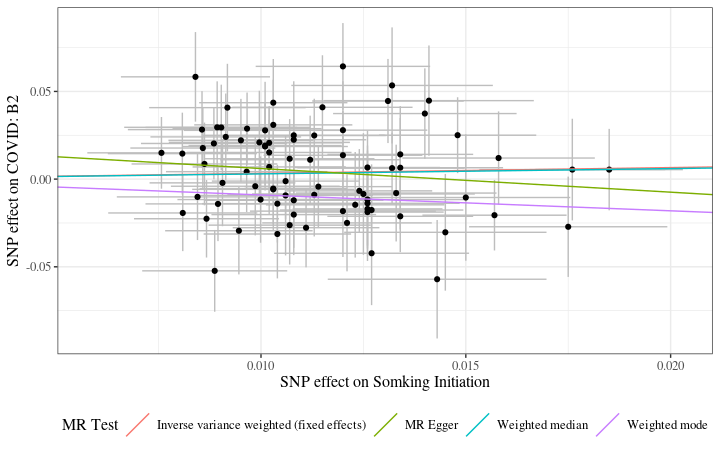 SNP effect on COVID: B2
0.05
0.00
-0.05
0.010 0.015 0.020
SNP effect on Somking Initiation
MR Test Inverse variance weighted (fixed effects) MR Egger Weighted median Weighted mode